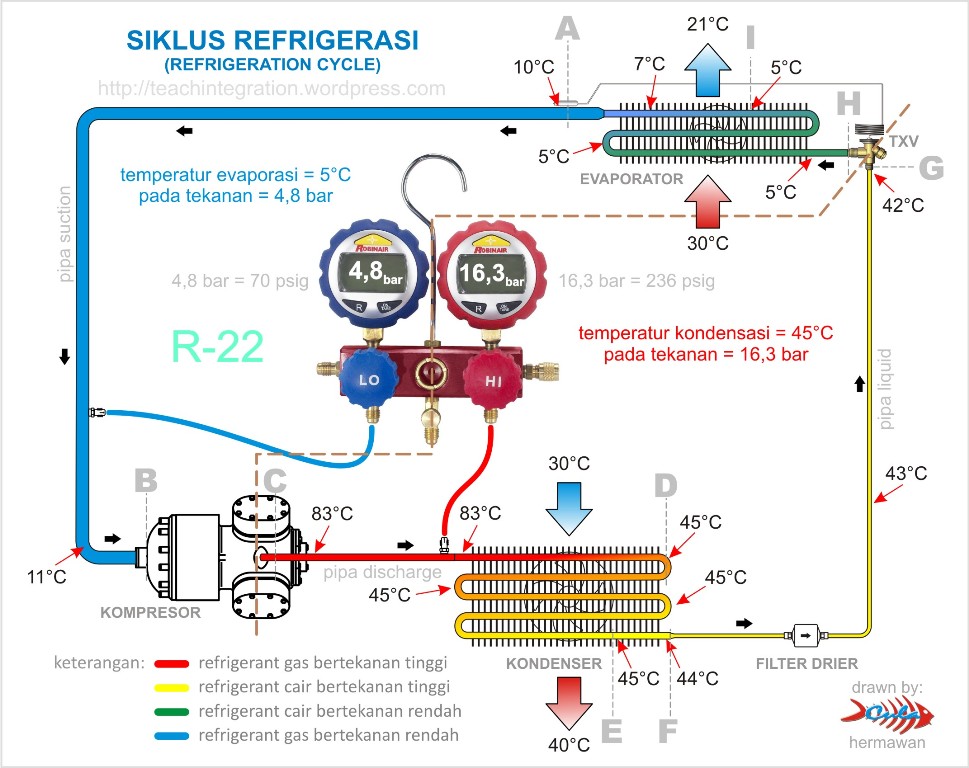 SIKLUS REFRIGERASI
(REFRIGERATION CYCLE)
http://teachintegration.wordpress.com
A
21°C
I
10°C
7°C
5°C
H
TXV
5°C
EVAPORATOR
5°C
G
42°C
30°C
temperatur evaporasi = 5°C
pada tekanan = 4,8 bar
pipa suction
4,8 bar = 70 psig
ROBINAIR
4,8 bar
R
ROBINAIR
16,3 bar
R
16,3 bar = 236 psig
R-22
temperatur kondensasi = 45°C
pada tekanan = 16,3 bar
LO
HI
pipa liquid
B
C
83°C
83°C
30°C
D
45°C
43°C
11°C
pipa discharge
45°C
45°C
KOMPRESOR
KONDENSER
45°C
44°C
FILTER DRIER
E
F
40°C
keterangan:
refrigerant gas bertekanan tinggi
refrigerant cair bertekanan tinggi
refrigerant cair bertekanan rendah
refrigerant gas bertekanan rendah
drawn by:
Cula
hermawan